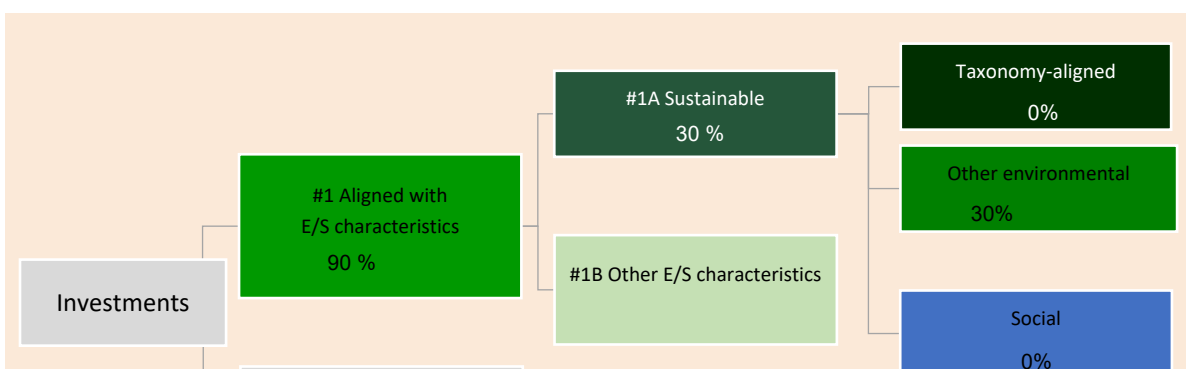 Investments
#1 Aligned with
E/S characteristics
90 %
#1A Sustainable
30 %
#1B Other E/S characteristics
Taxonomy-aligned
0%
Other environmental
30%
Social
0%